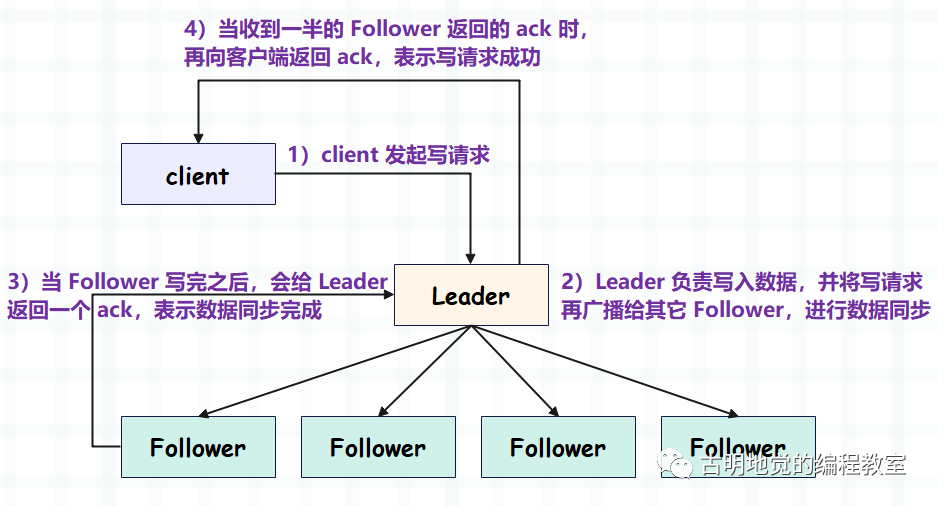 4）当收到一半的 Follower 返回的 ack 时，
再向客户端返回 ack，表示写请求成功
1）client 发起写请求
client
3）当 Follower 写完之后，会给 Leader
返回一个 ack，表示数据同步完成
Leader
2）Leader 负责写入数据，并将写请求
再广播给其它 Follower，进行数据同步
Follower
Follower
Follower
Follower
古明地觉的编程教室